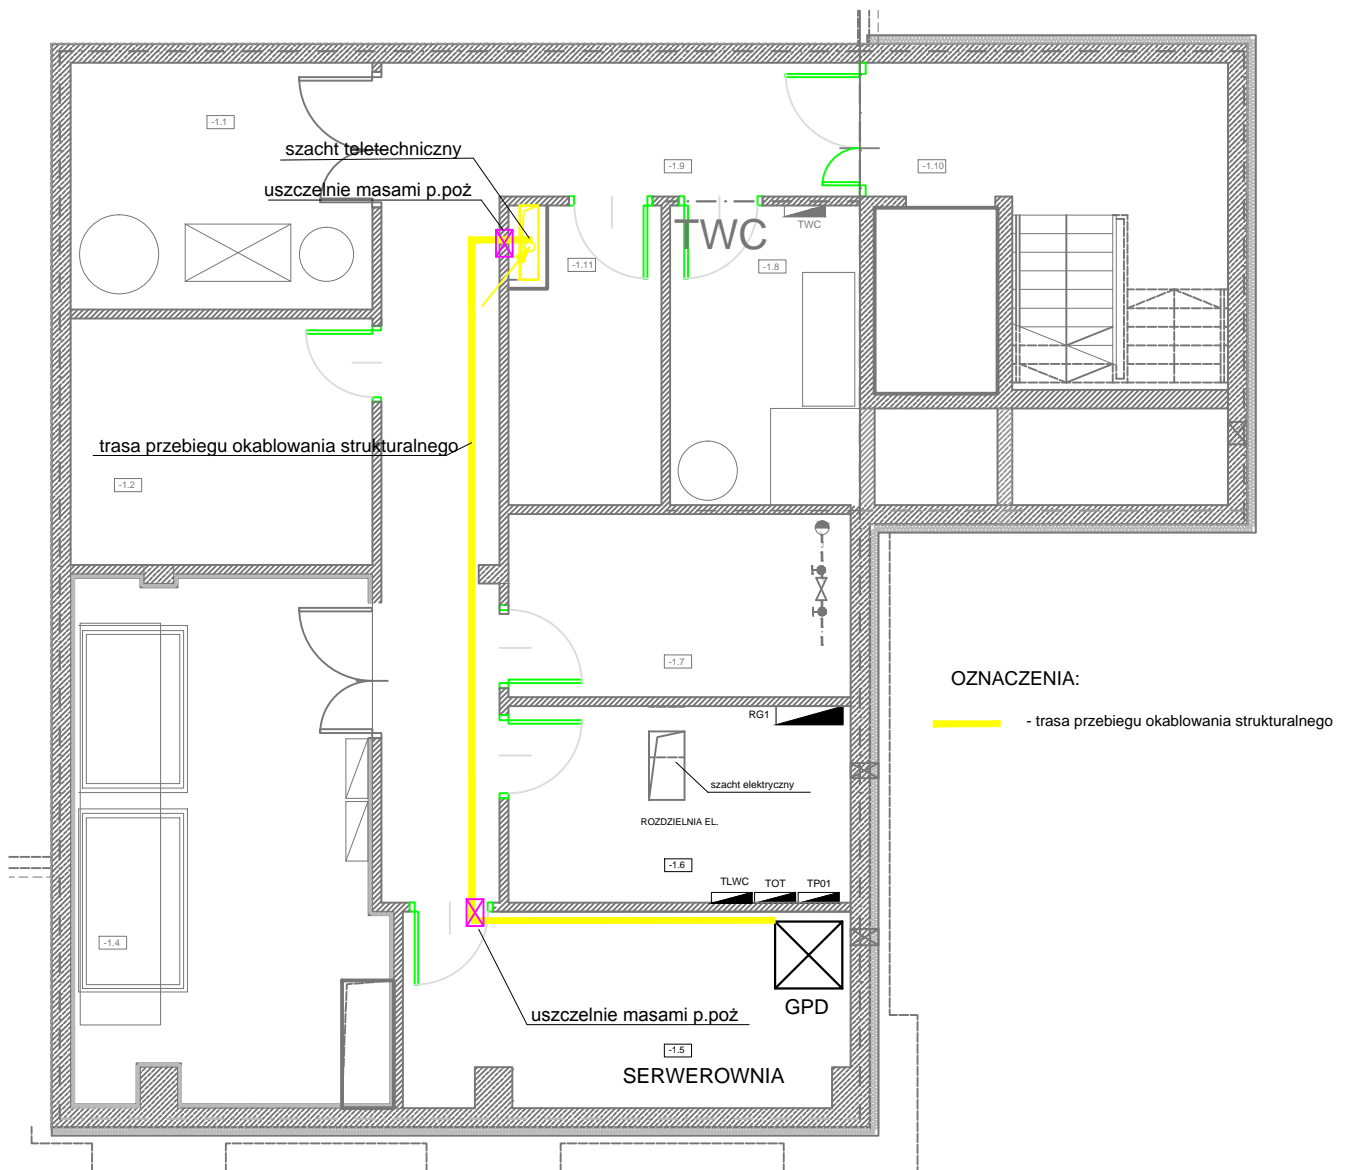 -1.1
szacht teletechniczny
-1.9
-1.10
uszczelnie masami p.poż
TWC
TWC
-1.11
-1.8
trasa przebiegu okablowania strukturalnego
-1.2
-1.7
OZNACZENIA:
RG1
- trasa przebiegu okablowania strukturalnego
szacht elektryczny
ROZDZIELNIA EL.
-1.6
TLWC
TOT
TP01
-1.4
GPD
uszczelnie masami p.poż
-1.5
SERWEROWNIA